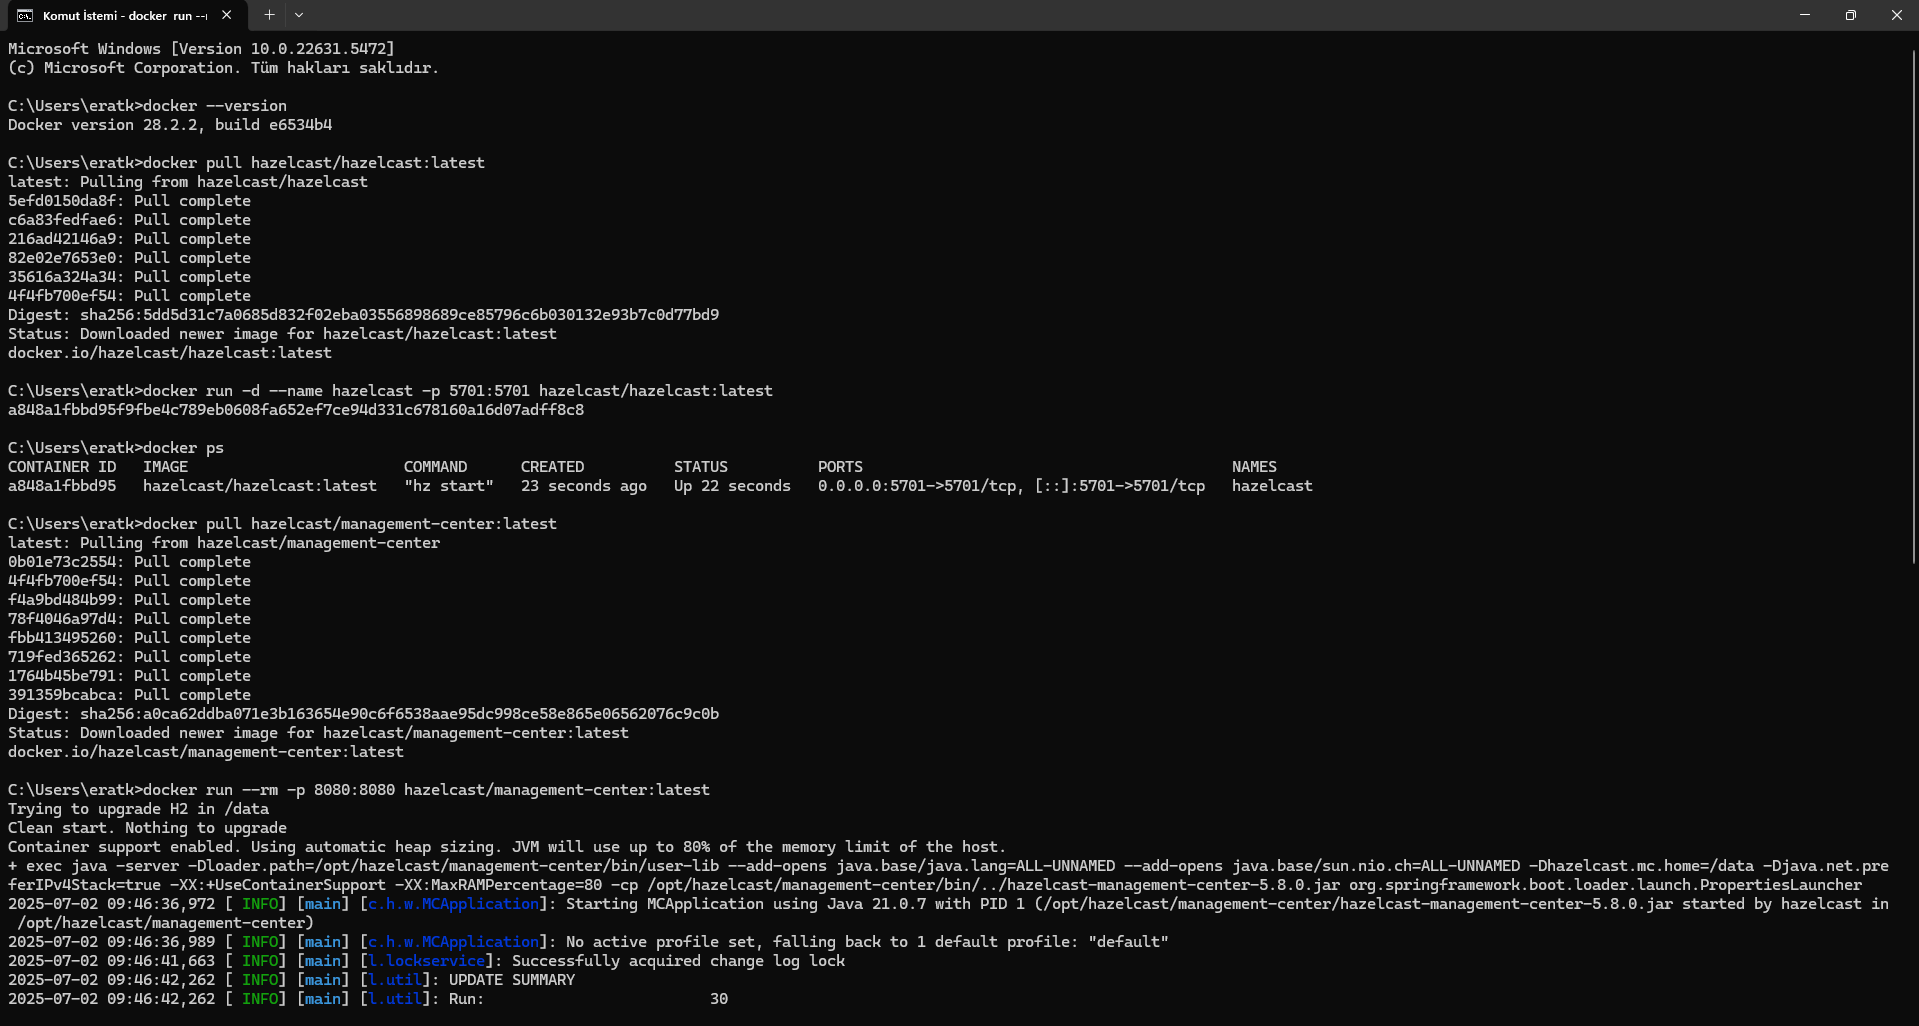 Komut İstemi - docker  run --r
Microsoft Windows [Version 10.0.22631.5472]
(c) Microsoft Corporation. Tüm hakları saklıdır.
C:\Users\eratk>docker --version
Docker version 28.2.2, build e6534b4
C:\Users\eratk>docker pull hazelcast/hazelcast:latest
latest: Pulling from hazelcast/hazelcast
5efd0150da8f: Pull complete
c6a83fedfae6: Pull complete
216ad42146a9: Pull complete
82e02e7653e0: Pull complete
35616a324a34: Pull complete
4f4fb700ef54: Pull complete
Digest: sha256:5dd5d31c7a0685d832f02eba03556898689ce85796c6b030132e93b7c0d77bd9
Status: Downloaded newer image for hazelcast/hazelcast:latest
docker.io/hazelcast/hazelcast:latest
C:\Users\eratk>docker run -d --name hazelcast -p 5701:5701 hazelcast/hazelcast:latest
a848a1fbbd95f9fbe4c789eb0608fa652ef7ce94d331c678160a16d07adff8c8
C:\Users\eratk>docker ps
CONTAINER ID   IMAGE                        COMMAND      CREATED          STATUS          PORTS                                         NAMES
a848a1fbbd95   hazelcast/hazelcast:latest   "hz start"   23 seconds ago   Up 22 seconds   0.0.0.0:5701->5701/tcp, [::]:5701->5701/tcp   hazelcast
C:\Users\eratk>docker pull hazelcast/management-center:latest
latest: Pulling from hazelcast/management-center
0b01e73c2554: Pull complete
4f4fb700ef54: Pull complete
f4a9bd484b99: Pull complete
78f4046a97d4: Pull complete
fbb413495260: Pull complete
719fed365262: Pull complete
1764b45be791: Pull complete
391359bcabca: Pull complete
Digest: sha256:a0ca62ddba071e3b163654e90c6f6538aae95dc998ce58e865e06562076c9c0b
Status: Downloaded newer image for hazelcast/management-center:latest
docker.io/hazelcast/management-center:latest
C:\Users\eratk>docker run --rm -p 8080:8080 hazelcast/management-center:latest
Trying to upgrade H2 in /data
Clean start. Nothing to upgrade
Container support enabled. Using automatic heap sizing. JVM will use up to 80% of the memory limit of the host.
+ exec java -server -Dloader.path=/opt/hazelcast/management-center/bin/user-lib --add-opens java.base/java.lang=ALL-UNNAMED --add-opens java.base/sun.nio.ch=ALL-UNNAMED -Dhazelcast.mc.home=/data -Djava.net.pre
ferIPv4Stack=true -XX:+UseContainerSupport -XX:MaxRAMPercentage=80 -cp /opt/hazelcast/management-center/bin/../hazelcast-management-center-5.8.0.jar org.springframework.boot.loader.launch.PropertiesLauncher
2025-07-02 09:46:36,972 [ INFO] [main] [c.h.w.MCApplication]: Starting MCApplication using Java 21.0.7 with PID 1 (/opt/hazelcast/management-center/hazelcast-management-center-5.8.0.jar started by hazelcast in
 /opt/hazelcast/management-center)
2025-07-02 09:46:36,989 [ INFO] [main] [c.h.w.MCApplication]: No active profile set, falling back to 1 default profile: "default"
2025-07-02 09:46:41,663 [ INFO] [main] [l.lockservice]: Successfully acquired change log lock
2025-07-02 09:46:42,262 [ INFO] [main] [l.util]: UPDATE SUMMARY
2025-07-02 09:46:42,262 [ INFO] [main] [l.util]: Run:                         30